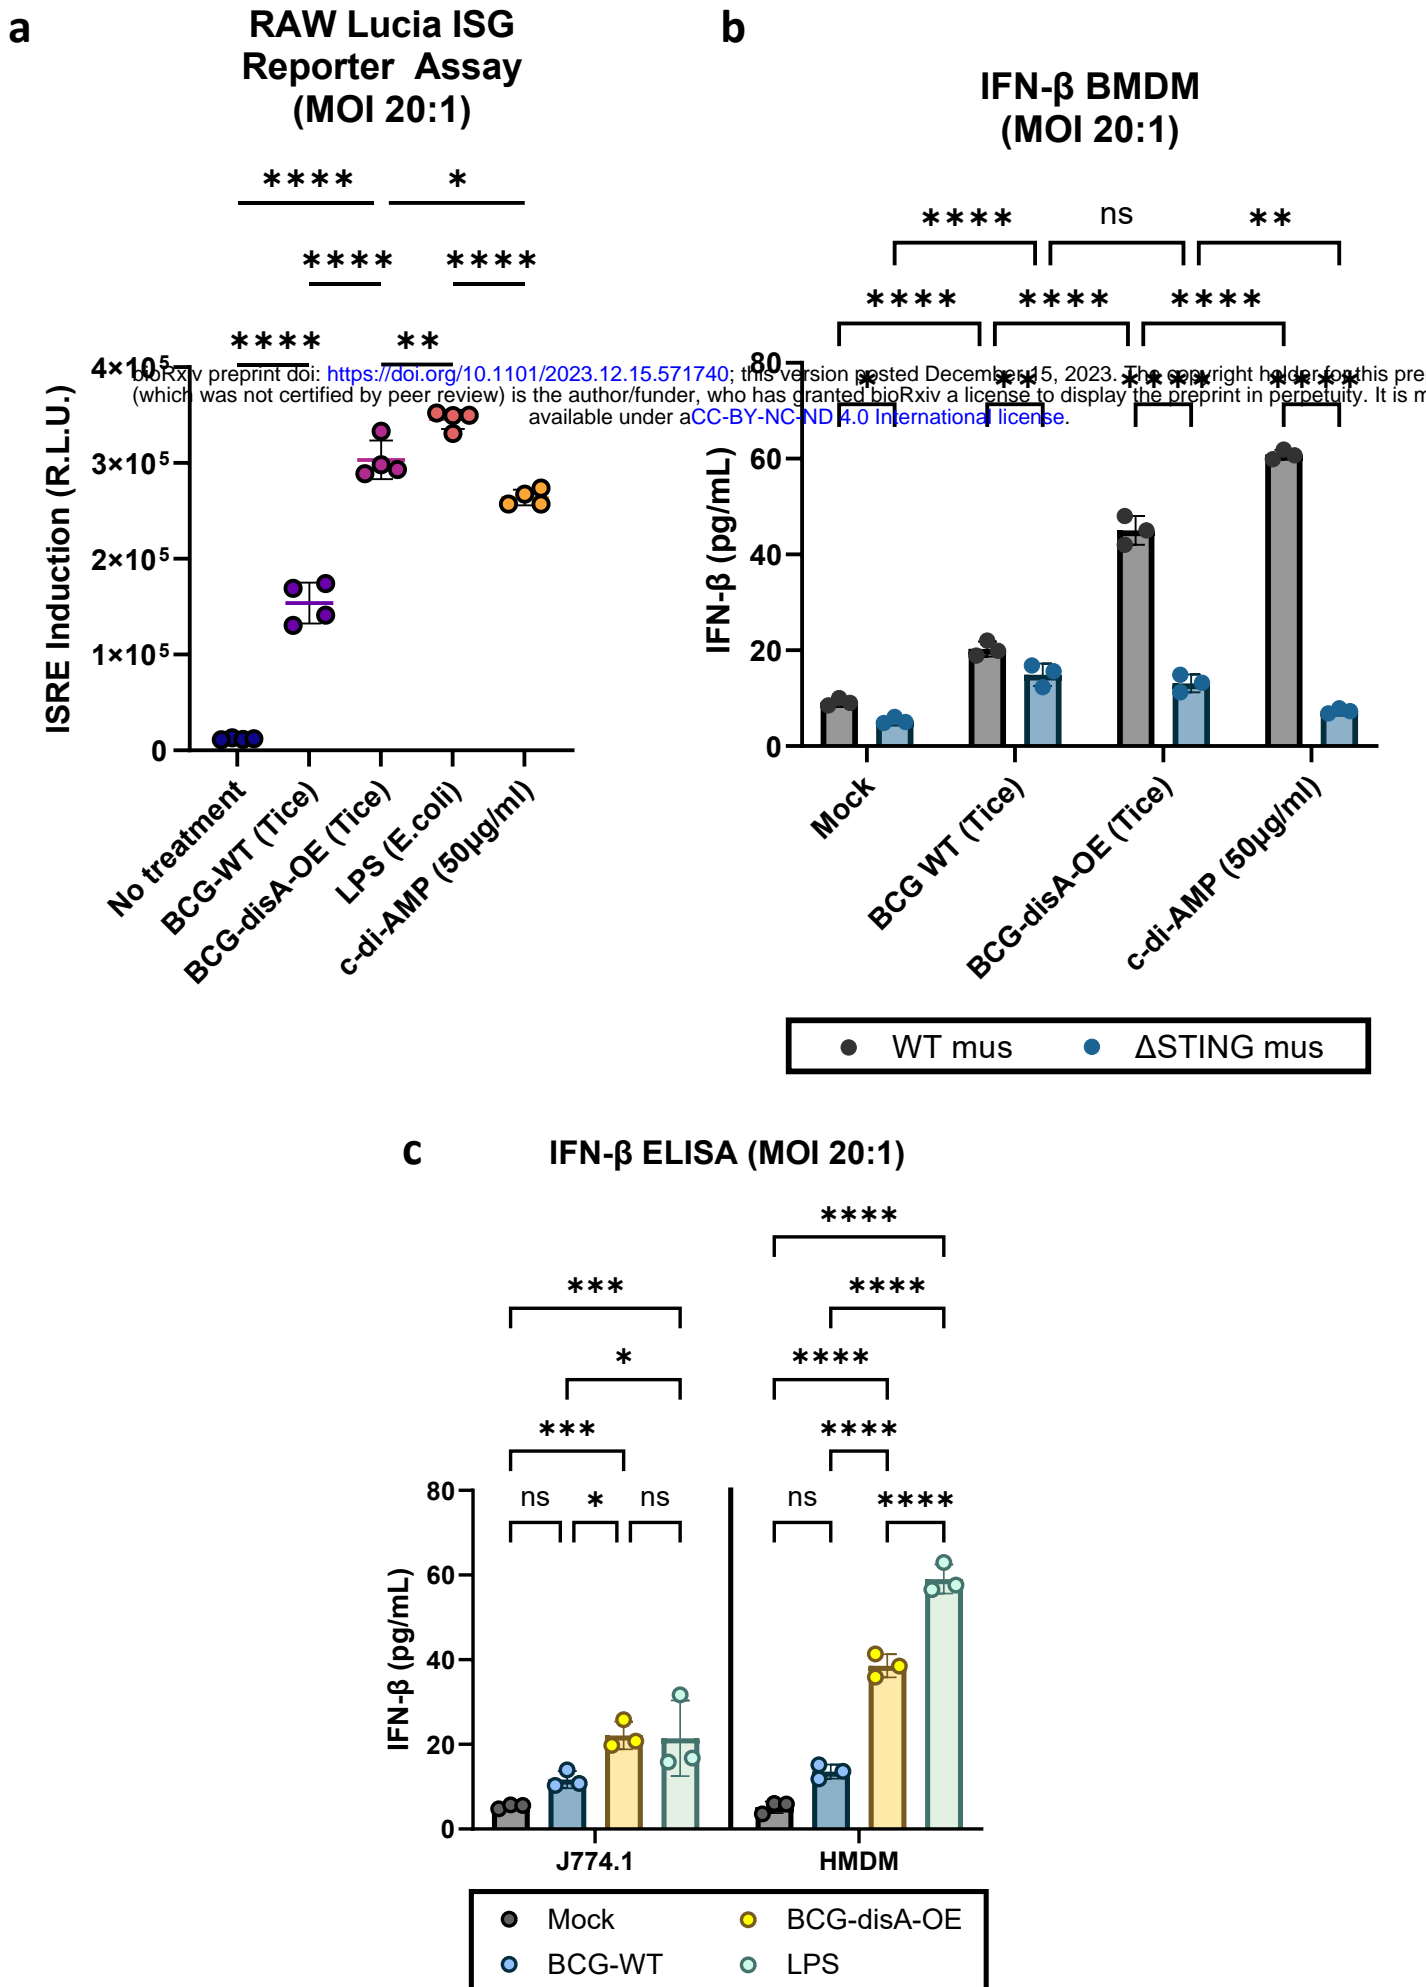 a
RAW Lucia ISG
Reporter Assay
(MOI 20:1)
**** *
**** ****
**** **
ISRE Induction (R.L.U.)
4×10⁵
3×10⁵
2×10⁵
1×10⁵
0
No treatment
BCG-WT (Tice)
BCG-disA-OE (Tice)
LPS (E.coli)
c-di-AMP (50µg/ml)
b
IFN-β BMDM
(MOI 20:1)
**** ns **
**** **** ****
* ** **** ****
bioRxiv preprint doi: https://doi.org/10.1101/2023.12.15.571740; this version posted December 15, 2023. The copyright holder for this pre
(which was not certified by peer review) is the author/funder, who has granted bioRxiv a license to display the preprint in perpetuity. It is m
available under aCC-BY-NC-ND 4.0 International license.
IFN-β (pg/mL)
80
60
40
20
0
Mock
BCG WT (Tice)
BCG-disA-OE (Tice)
c-di-AMP (50µg/ml)
WT mus ΔSTING mus
c
IFN-β ELISA (MOI 20:1)
****
*** ****
* ****
*** ****
ns * ns ns ****
IFN-β (pg/mL)
80
60
40
20
0
J774.1 HMDM
Mock BCG-disA-OE
BCG-WT LPS